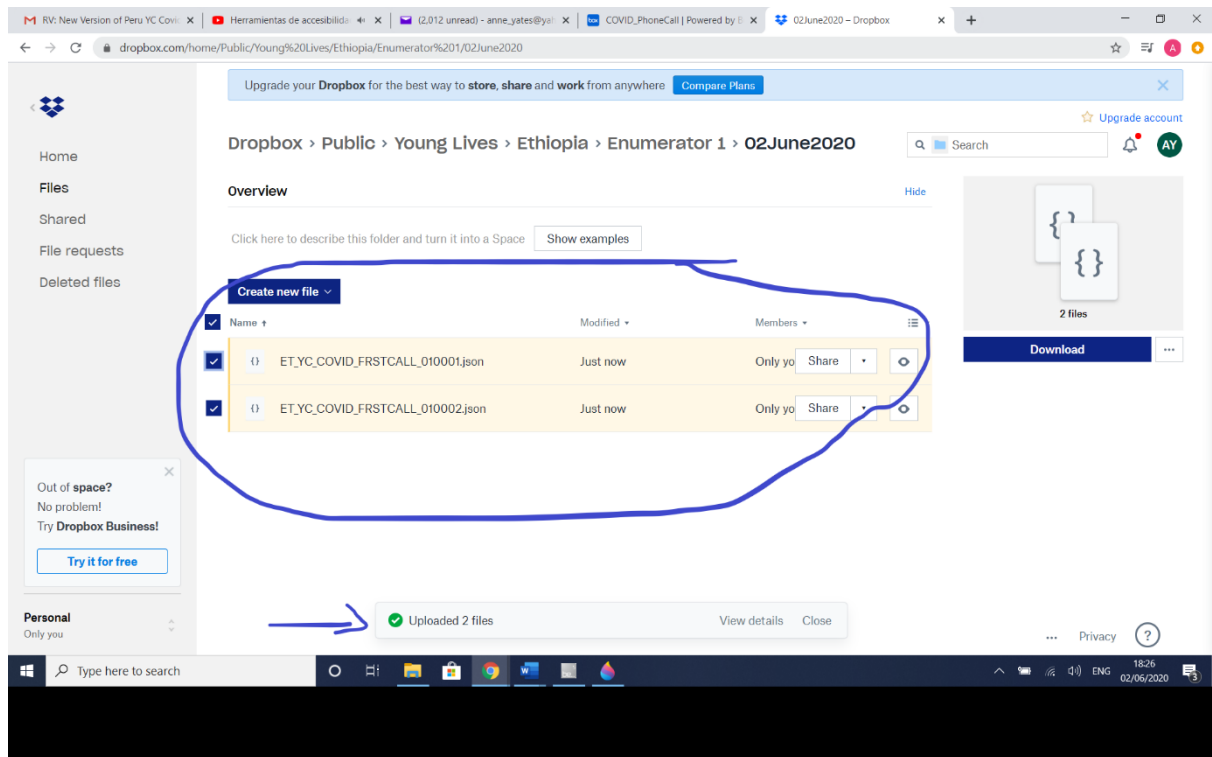 RV: New Version of Peru YC Covi
Herramientas de accesibilida
(2,012 unread) - anne_yates@yah
COVID_PhoneCall | Powered by B
02June2020 – Dropbox
dropbox.com/home/Public/Young%20Lives/Ethiopia/Enumerator%201/02June2020
A
Upgrade your Dropbox for the best way to store, share and work from anywhere Compare Plans
Upgrade account
Dropbox > Public > Young Lives > Ethiopia > Enumerator 1 > 02June2020
Search
AY
Home
Files
Shared
File requests
Deleted files
Overview
Hide
Click here to describe this folder and turn it into a Space Show examples
Create new file
Name ↑ Modified Members
{} ET_YC_COVID_FRSTCALL_010001.json Just now Only yo Share
{} ET_YC_COVID_FRSTCALL_010002.json Just now Only yo Share
{ }
{ }
2 files
Download ...
Out of space?
No problem!
Try Dropbox Business!
Try it for free
Personal
Only you
Uploaded 2 files View details Close
... Privacy ?
Type here to search
ENG
18:26
02/06/2020
3